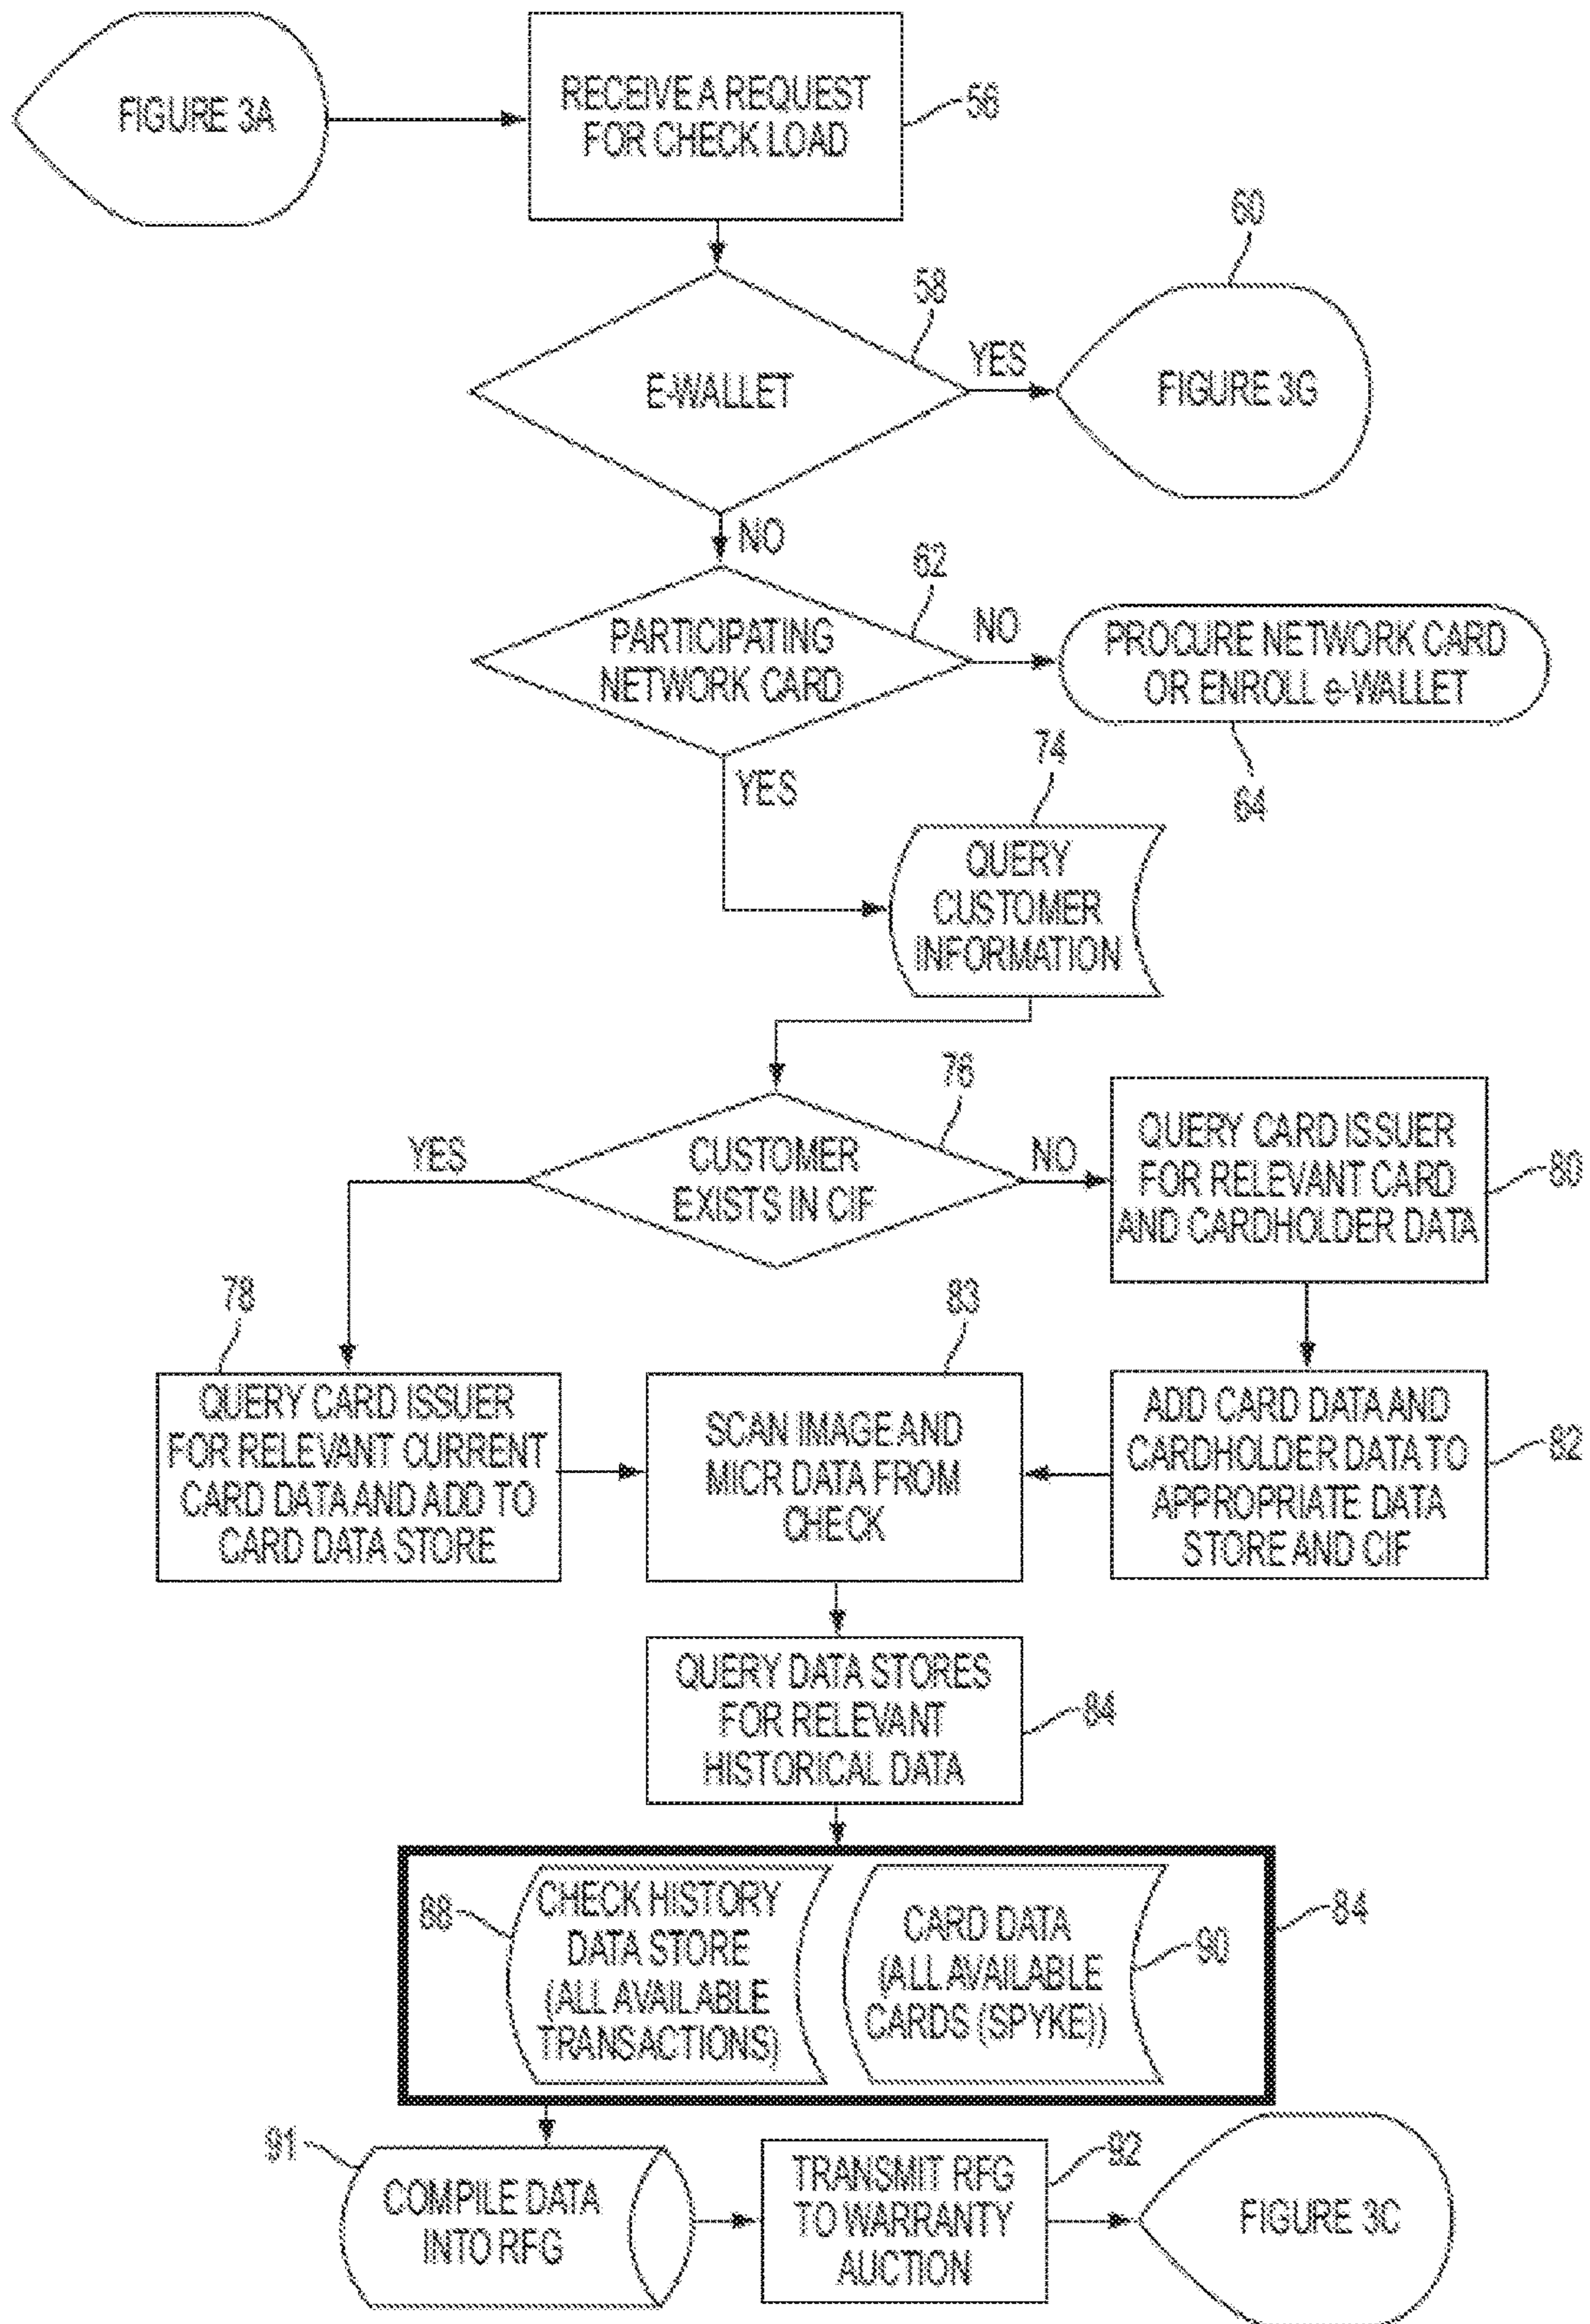 FIGURE 3A
RECEIVE A REQUEST
FOR CHECK LOAD
56
E-WALLET
58
YES
60
FIGURE 3G
NO
PARTICIPATING
NETWORK CARD
62
NO
PROCURE NETWORK CARD
OR ENROLL e-WALLET
64
YES
74
QUERY
CUSTOMER
INFORMATION
76
CUSTOMER
EXISTS IN CIF
YES
NO
QUERY CARD ISSUER
FOR RELEVANT CARD
AND CARDHOLDER DATA
80
78
QUERY CARD ISSUER
FOR RELEVANT CURRENT
CARD DATA AND ADD TO
CARD DATA STORE
83
SCAN IMAGE AND
MICR DATA FROM
CHECK
ADD CARD DATA AND
CARDHOLDER DATA TO
APPROPRIATE DATA
STORE AND CIF
82
QUERY DATA STORES
FOR RELEVANT
HISTORICAL DATA
84
88
CHECK HISTORY
DATA STORE
(ALL AVAILABLE
TRANSACTIONS)
CARD DATA
(ALL AVAILABLE
CARDS (SPYKE))
90
84
91
COMPILE DATA
INTO RFG
TRANSMIT RFG
TO WARRANTY
AUCTION
92
FIGURE 3C